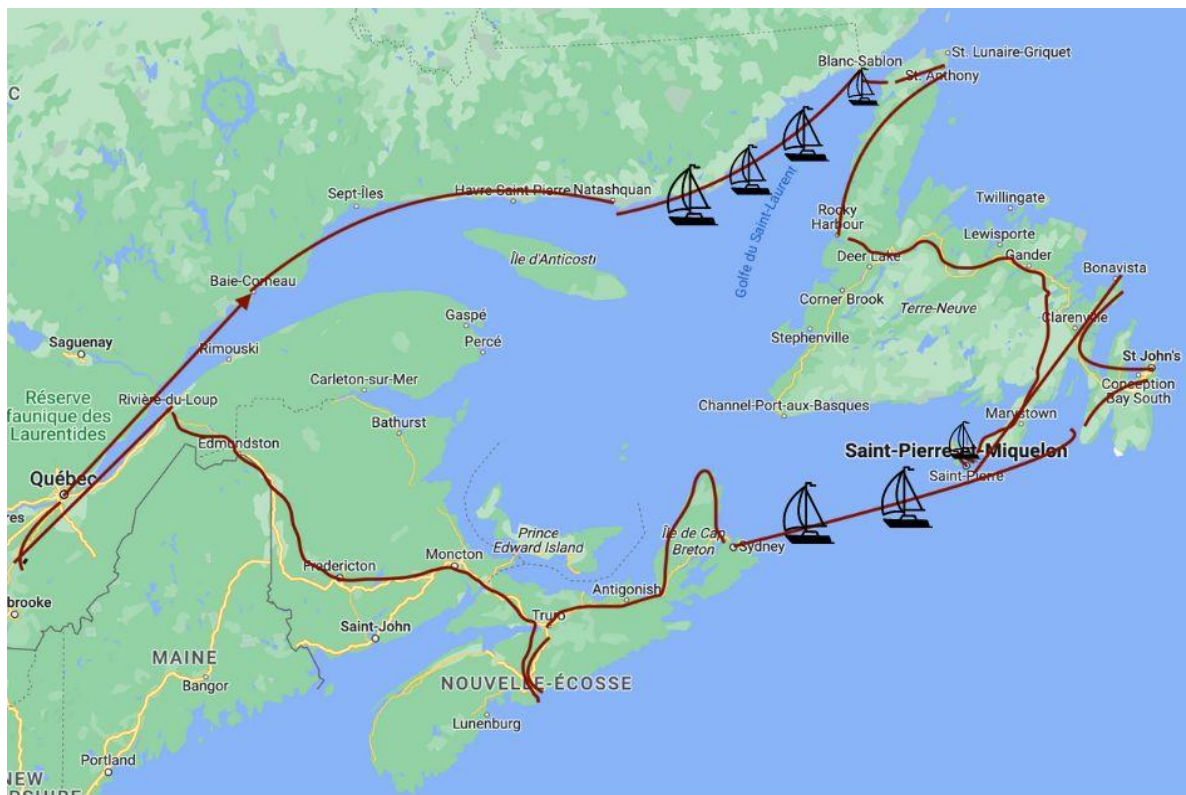 St. Lunaire-Griquet
Blanc-Sablon
St. Anthony
C
Sept-Îles
Havre-Saint-Pierre
Natashquan
Twillingate
Rocky
Harbour
Lewisporte
Golfe du Saint-Laurent
Deer Lake
Gander
Île d'Anticosti
Bonavista
Baie-Comeau
Corner Brook
Terre-Neuve
Gaspé
Clarenville
Percé
Stephenville
Saguenay
Rimouski
St John's
Carleton-sur-Mer
Conception
Bay South
Réserve
faunique des
Laurentides
Rivière-du-Loup
Channel-Port-aux-Basques
Marystown
Bathurst
Edmundston
Saint-Pierre-et-Miquelon
Saint-Pierre
Québec
res
Prince
Edward Island
Île de Cap
Breton
Sydney
Moncton
Fredericton
Antigonish
brooke
Truro
Saint-John
MAINE
Bangor
NOUVELLE-ÉCOSSE
Lunenburg
Portland
NEW